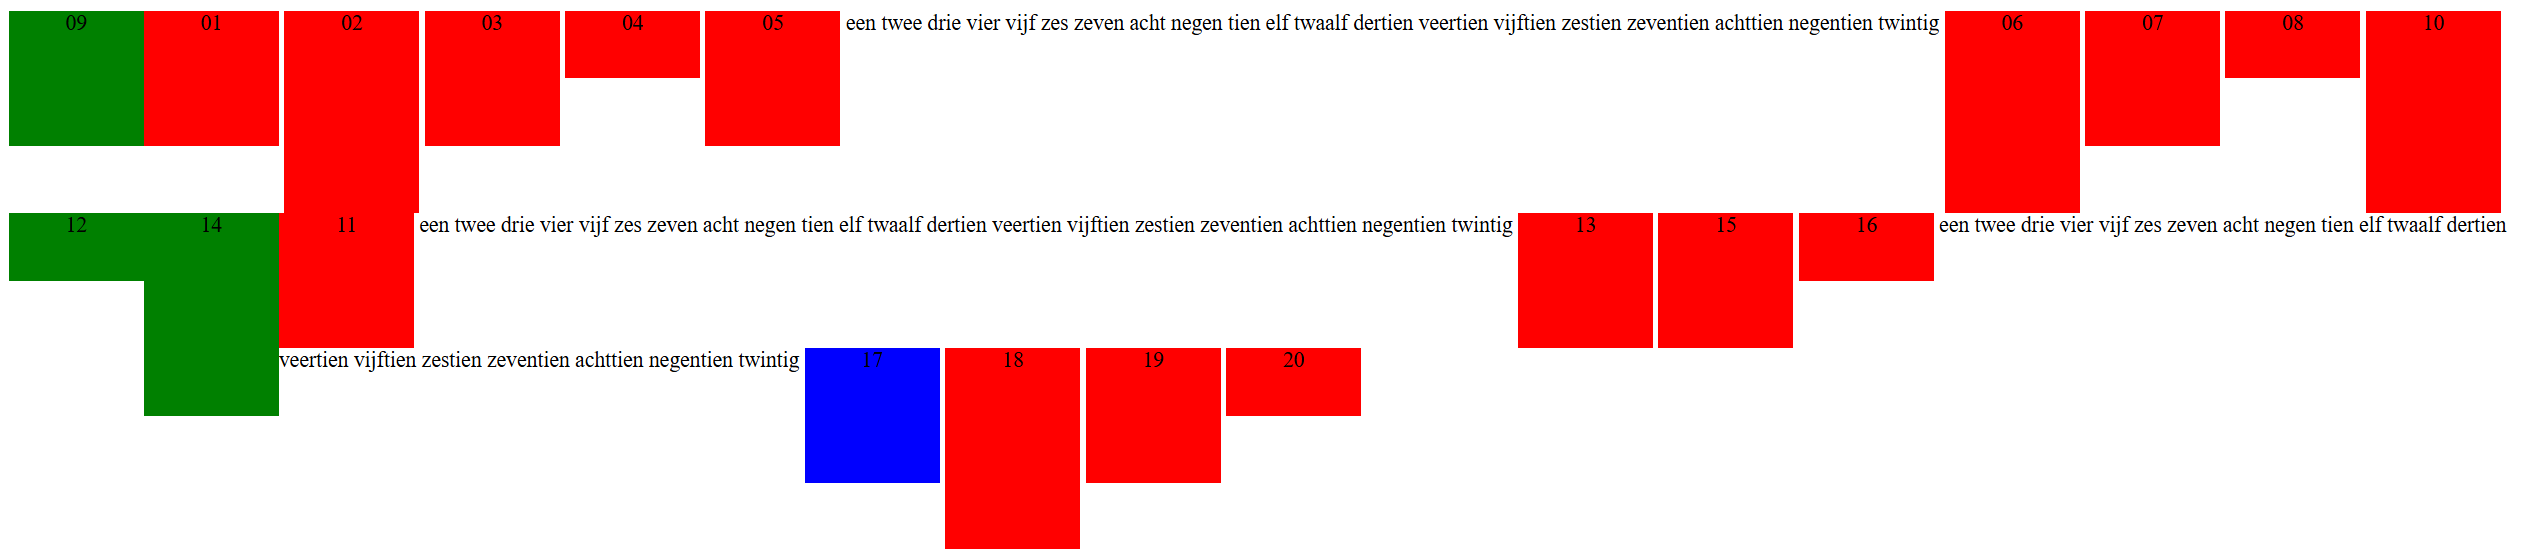 09 01 02 03 04 05 een twee drie vier vijf zes zeven acht negen tien elf twaalf dertien veertien vijftien zestien zeventien achttien negentien twintig 06 07 08 10
12 14 11 een twee drie vier vijf zes zeven acht negen tien elf twaalf dertien veertien vijftien zestien zeventien achttien negentien twintig 13 15 16 een twee drie vier vijf zes zeven acht negen tien elf twaalf dertien
veertien vijftien zestien zeventien achttien negentien twintig 17 18 19 20